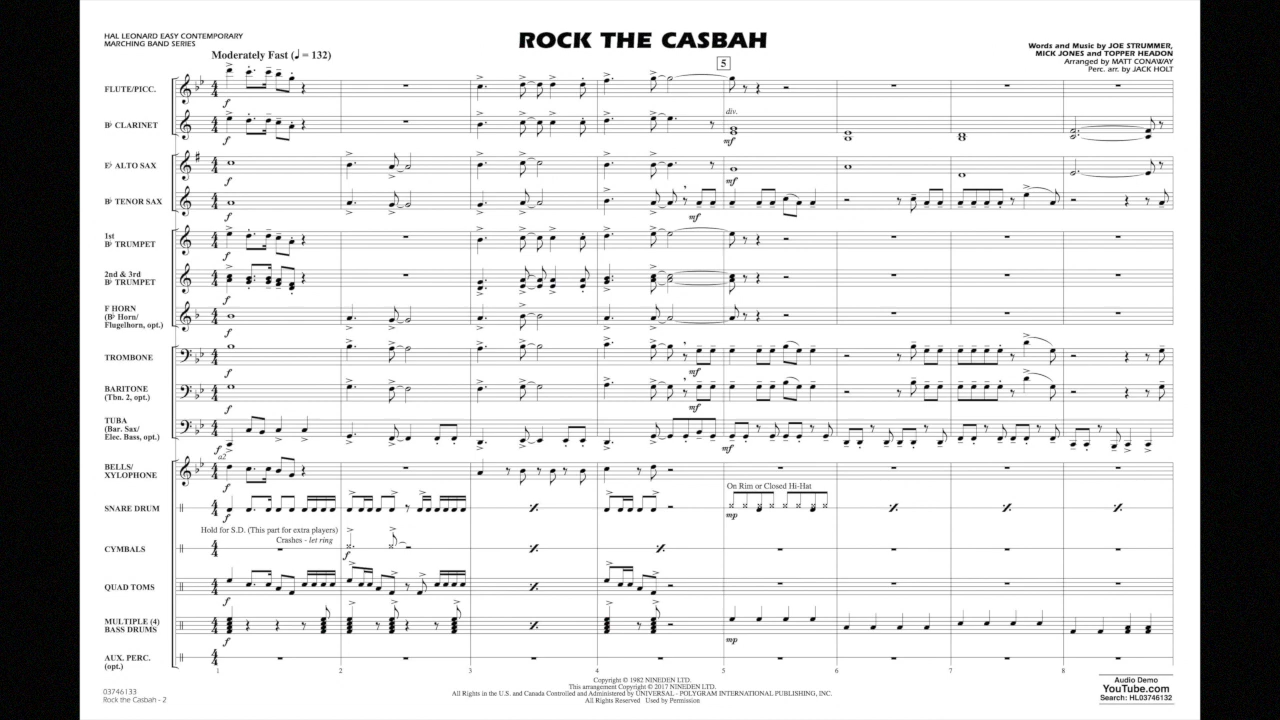 HAL LEONARD EASY CONTEMPORARY
MARCHING BAND SERIES
ROCK THE CASBAH
Words and Music by JOE STRUMMER,
MICK JONES and TOPPER HEADON
Arranged by MATT CONAWAY
Perc. arr. by JACK HOLT
Moderately Fast (♩ = 132)
5
FLUTE/PICC.
f
B♭ CLARINET
f
div.
mf
E♭ ALTO SAX
f
mf
B♭ TENOR SAX
f
mf
1st
B♭ TRUMPET
f
2nd & 3rd
B♭ TRUMPET
f
F HORN
(B♭ Horn/
Flugelhorn, opt.)
f
TROMBONE
f
mf
BARITONE
(Tbn. 2, opt.)
f
mf
TUBA
(Bar. Sax/
Elec. Bass, opt.)
f
mf
a2
BELLS/
XYLOPHONE
f
SNARE DRUM
f
On Rim or Closed Hi-Hat
mp
Hold for S.D. (This part for extra players)
Crashes - let ring
CYMBALS
f
QUAD TOMS
f
MULTIPLE (4)
BASS DRUMS
f
mp
AUX. PERC.
(opt.)
1 2 3 4 5 6 7 8
Copyright © 1982 NINEDEN LTD.
This arrangement Copyright © 2017 NINEDEN LTD.
All Rights in the U.S. and Canada Controlled and Administered by UNIVERSAL - POLYGRAM INTERNATIONAL PUBLISHING, INC.
All Rights Reserved Used by Permission
03746133
Rock the Casbah - 2
Audio Demo
YouTube.com
Search: HL03746132